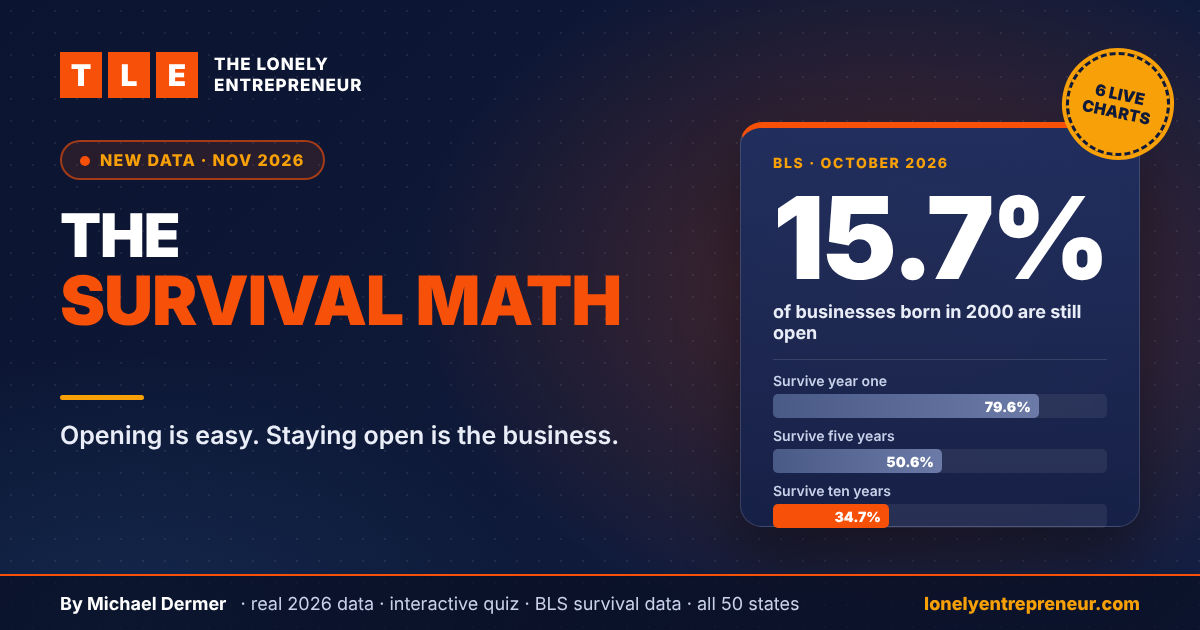 T L E
THE LONELY
ENTREPRENEUR
NEW DATA · NOV 2026
THE
SURVIVAL MATH
Opening is easy. Staying open is the business.
6 LIVE
CHARTS
BLS · OCTOBER 2026
15.7%
of businesses born in 2000 are still
open
Survive year one
79.6%
Survive five years
50.6%
Survive ten years
34.7%
By Michael Dermer · real 2026 data · interactive quiz · BLS survival data · all 50 states
lonelyentrepreneur.com